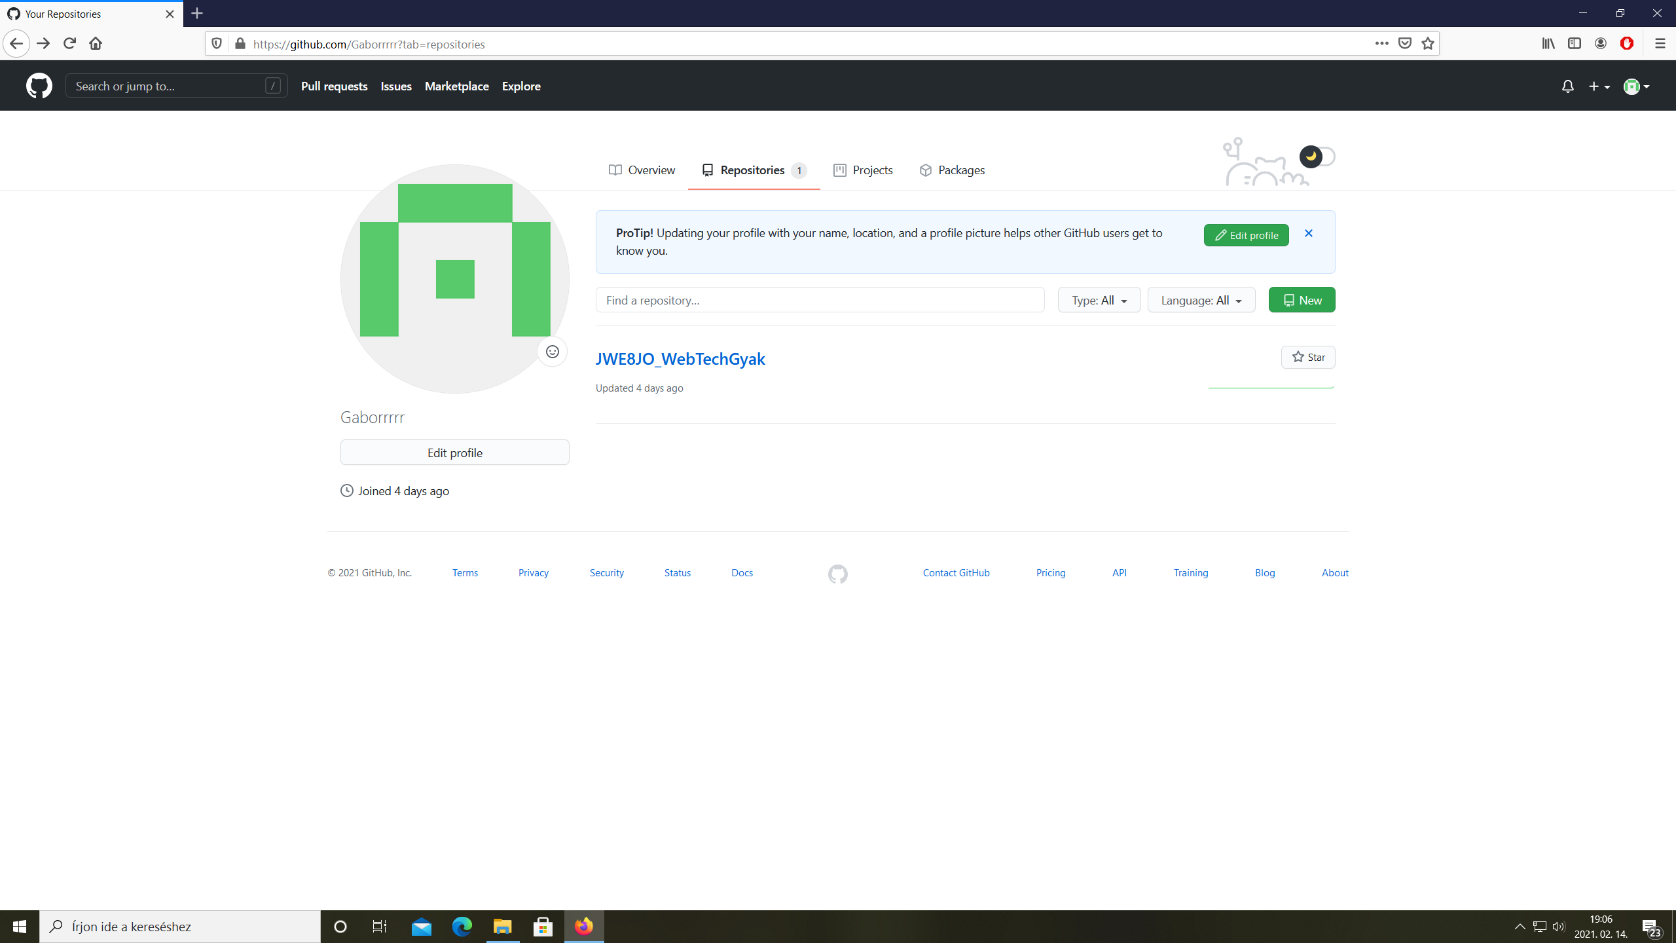 Your Repositories
https://github.com/Gaborrrrr?tab=repositories
Search or jump to... /
Pull requests Issues Marketplace Explore
Overview Repositories 1 Projects Packages
ProTip! Updating your profile with your name, location, and a profile picture helps other GitHub users get to
know you.
Edit profile
Find a repository...
Type: All
Language: All
New
JWE8JO_WebTechGyak
Star
Updated 4 days ago
Gaborrrrr
Edit profile
Joined 4 days ago
© 2021 GitHub, Inc. Terms Privacy Security Status Docs Contact GitHub Pricing API Training Blog About
Írjon ide a kereséshez
19:06
2021. 02. 14.
23